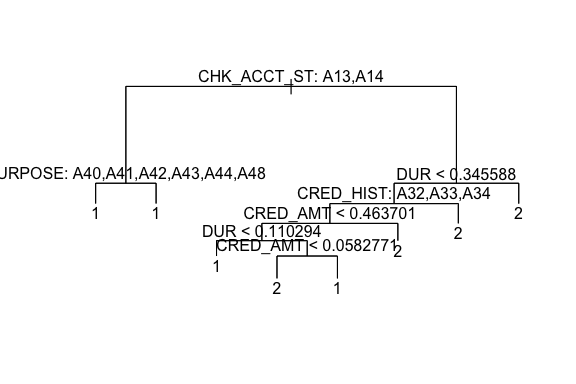 CHK_ACCT_ST: A13,A14
URPOSE: A40,A41,A42,A43,A44,A48
DUR < 0.345588
1
1
CRED_HIST: A32,A33,A34
2
CRED_AMT < 0.463701
2
DUR < 0.110294
2
CRED_AMT < 0.0582771
1
2
1